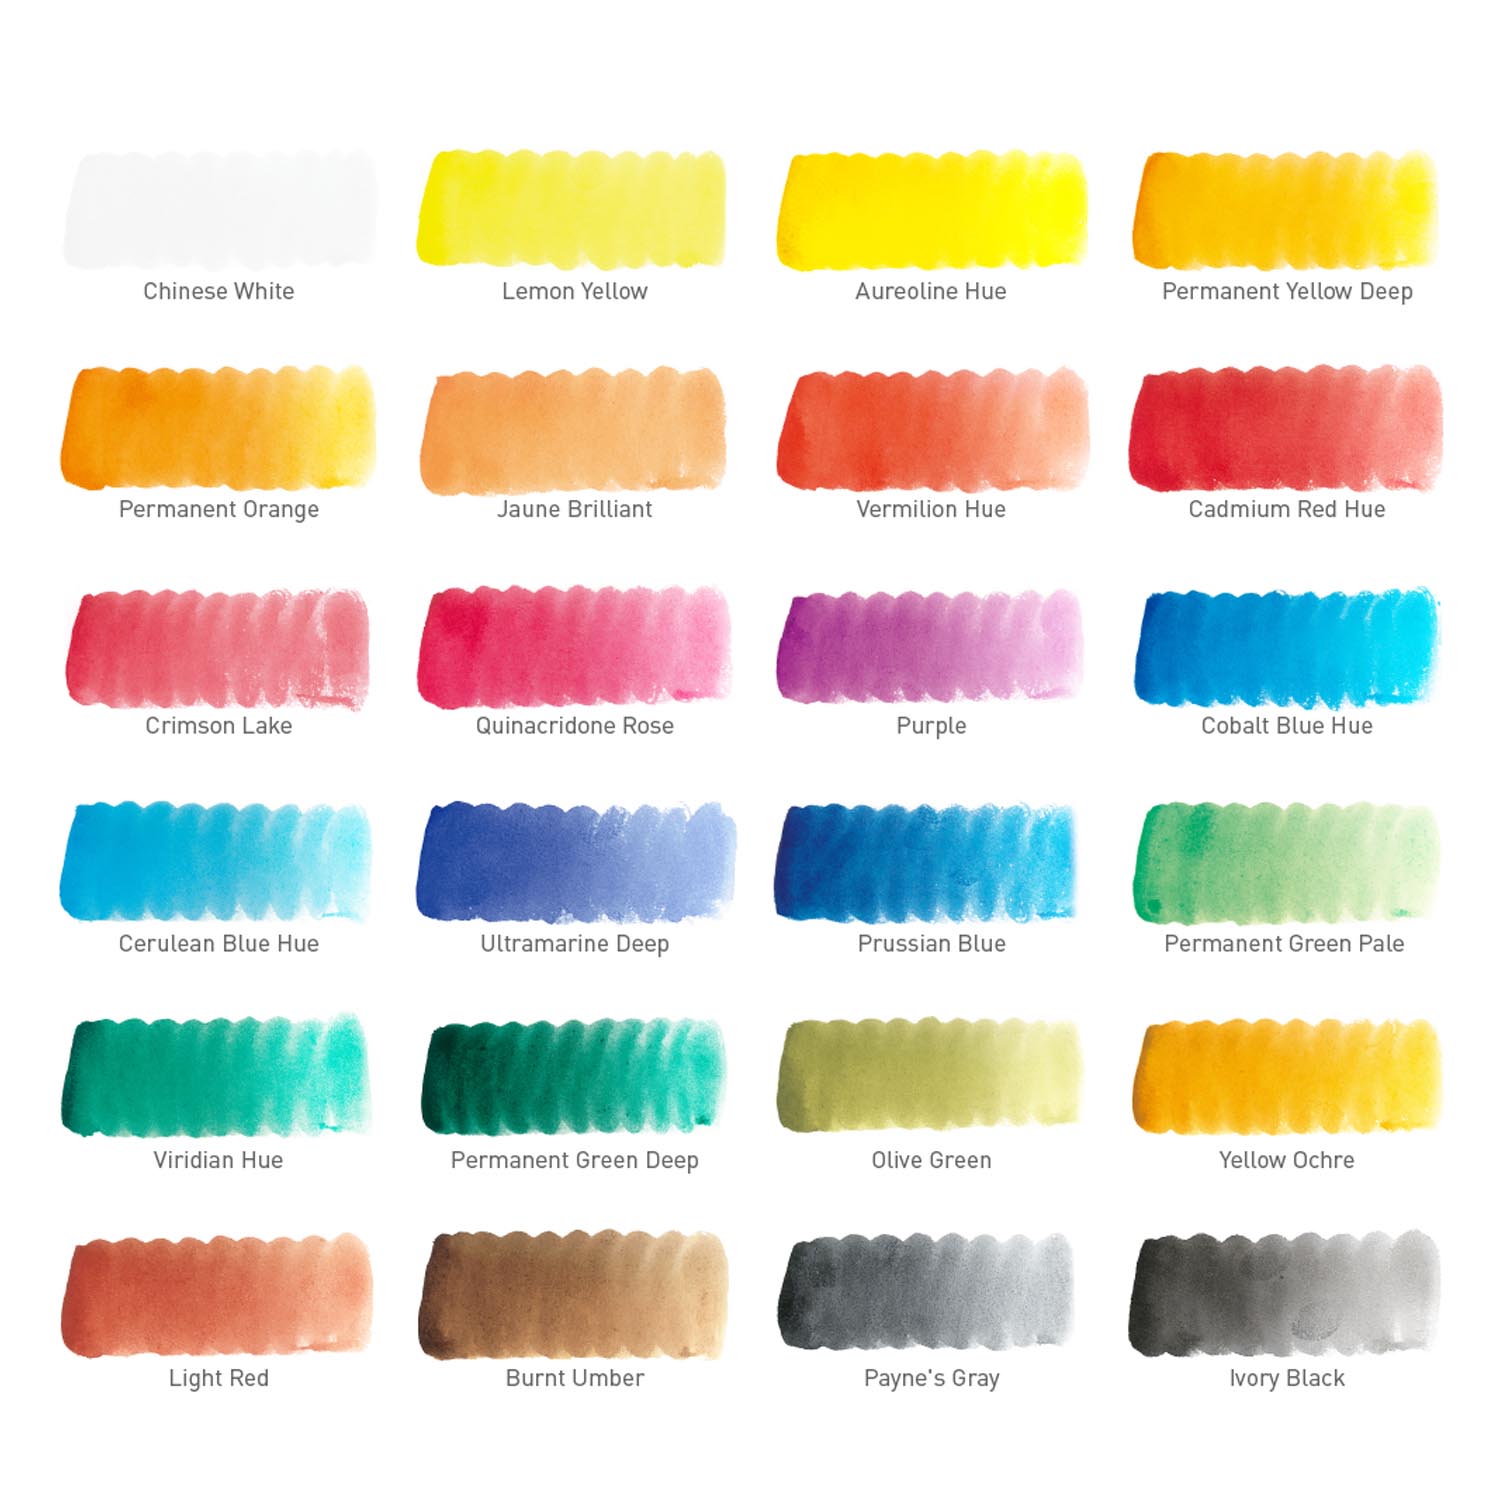 Chinese White
Lemon Yellow
Aureoline Hue
Permanent Yellow Deep
Permanent Orange
Jaune Brilliant
Vermilion Hue
Cadmium Red Hue
Crimson Lake
Quinacridone Rose
Purple
Cobalt Blue Hue
Cerulean Blue Hue
Ultramarine Deep
Prussian Blue
Permanent Green Pale
Viridian Hue
Permanent Green Deep
Olive Green
Yellow Ochre
Light Red
Burnt Umber
Payne's Gray
Ivory Black